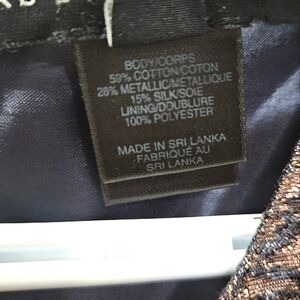 BODY/CORPS
59% COTTON/COTON
26% METALLIC/METALLIQUE
15% SILK/SOIE
LINING/DOUBLURE
100% POLYESTER
MADE IN SRI LANKA
FABRIQUÉ AU
SRI LANKA